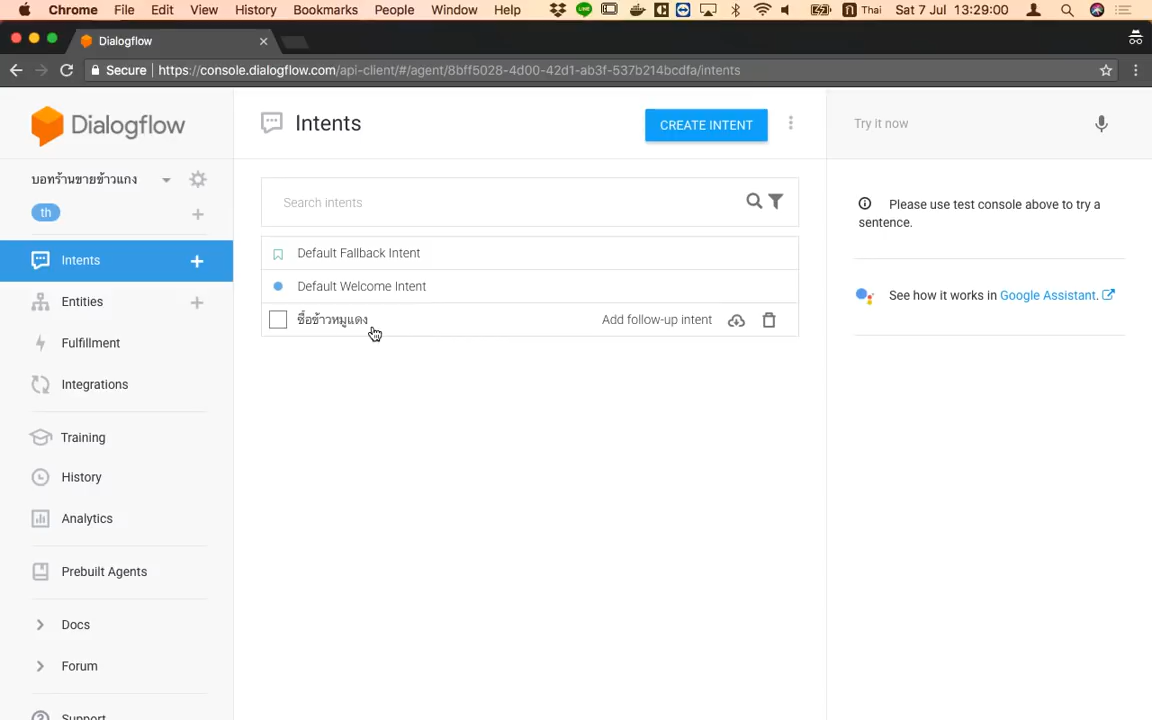 Chrome File Edit View History Bookmarks People Window Help Thai Sat 7 Jul 13:29:00
Dialogflow
Secure https://console.dialogflow.com/api-client/#/agent/8bff5028-4d00-42d1-ab3f-537b214bcdfa/intents
Dialogflow
Intents
CREATE INTENT
Try it now
บอทร้านขายข้าวแกง
th
Search intents
Please use test console above to try a
sentence.
Intents
Default Fallback Intent
Default Welcome Intent
See how it works in Google Assistant.
Entities
ซื้อข้าวหมูแดง
Add follow-up intent
Fulfillment
Integrations
Training
History
Analytics
Prebuilt Agents
Docs
Forum
Support